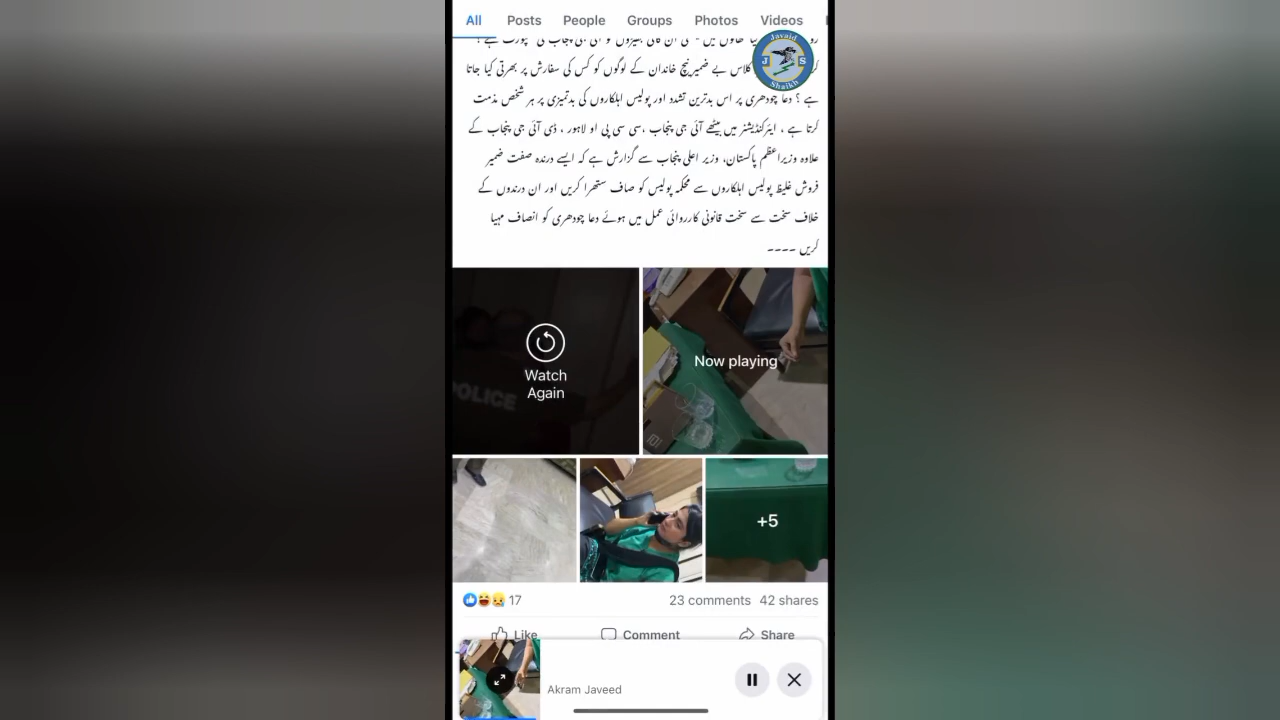 All Posts People Groups Photos Videos
Javaid
J S
Shaikh
کلاس بے ضمیر نیچ خاندان کے لوگوں کو کس کی سفارش پر بھرتی کیا جاتا
ہے ؟ دعا چودھری پر اس بدترین تشدد اور پولیس اہلکاروں کی بدتمیزی پر ہر شخص مذمت
کرتا ہے ، ایئرکنڈیشنر میں بیٹھے آئی جی پنجاب ،سی سی پی او لاہور ، ڈی آئی جی پنجاب کے
علاوہ وزیراعظم پاکستان، وزیر اعلی پنجاب سے گزارش ہے کہ ایسے درندہ صفت ضمیر
فروش غلیظ پولیس اہلکاروں سے محکمہ پولیس کو صاف ستھرا کریں اور ان درندوں کے
خلاف سخت سے سخت قانونی کارروائی عمل میں ہوئے دعا چودھری کو انصاف مہیا
کریں ۔۔۔۔
Watch
Again
POLICE
Now playing
+5
17
23 comments 42 shares
Like Comment Share
Akram Javeed